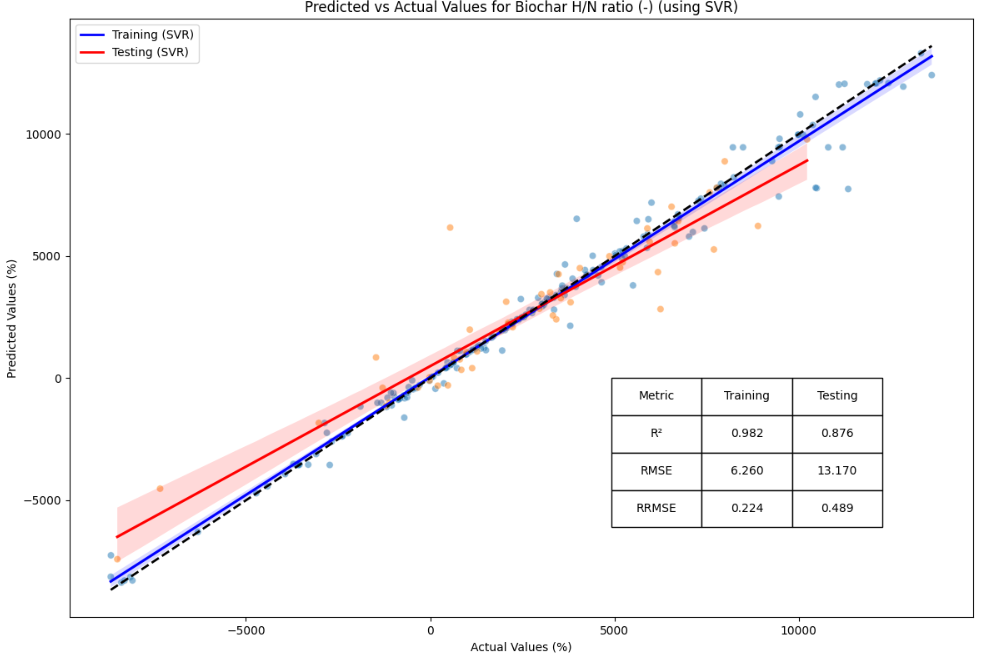 Predicted vs Actual Values for Biochar H/N ratio (-) (using SVR)
Training (SVR)
Testing (SVR)
Predicted Values (%)
10000
5000
0
−5000
Metric Training Testing
R² 0.982 0.876
RMSE 6.260 13.170
RRMSE 0.224 0.489
−5000 0 5000 10000
Actual Values (%)